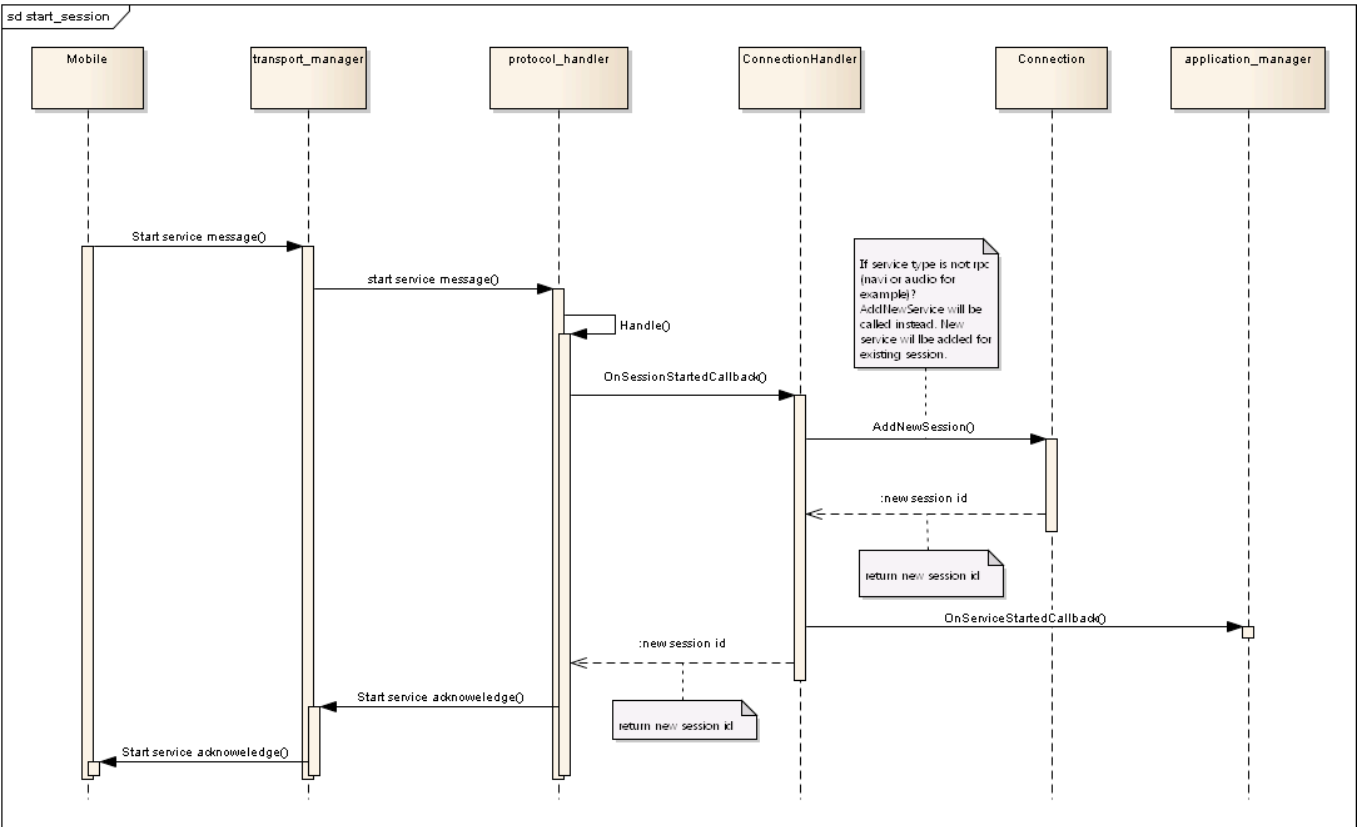 sd start_session
Mobile
transport_manager
protocol_handler
ConnectionHandler
Connection
application_manager
Start service message()
start service message()
Handle()
If service type is not rpc
(navi or audio for
example)?
AddNewService will be
called instead. New
service wil lbe added for
existing session.
OnSessionStartedCallback()
AddNewSession()
:new session id
return new session id
OnServiceStartedCallback()
:new session id
Start service acknoweledge()
return new session id
Start service acknoweledge()